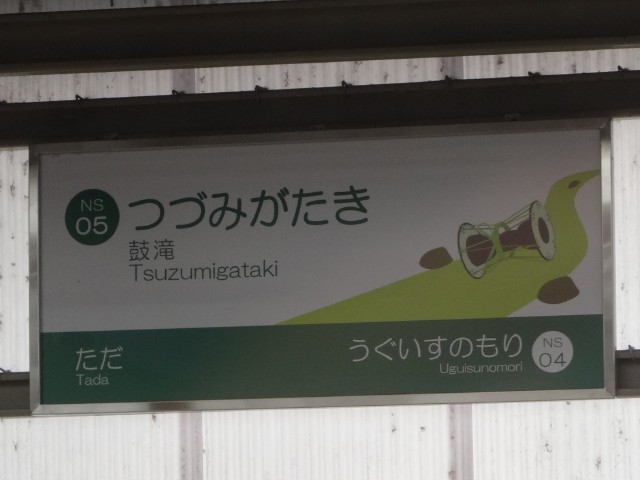 NS
05
つづみがたき
鼓滝
Tsuzumigataki
ただ
Tada
うぐいすのもり
Uguisunomori
NS
04